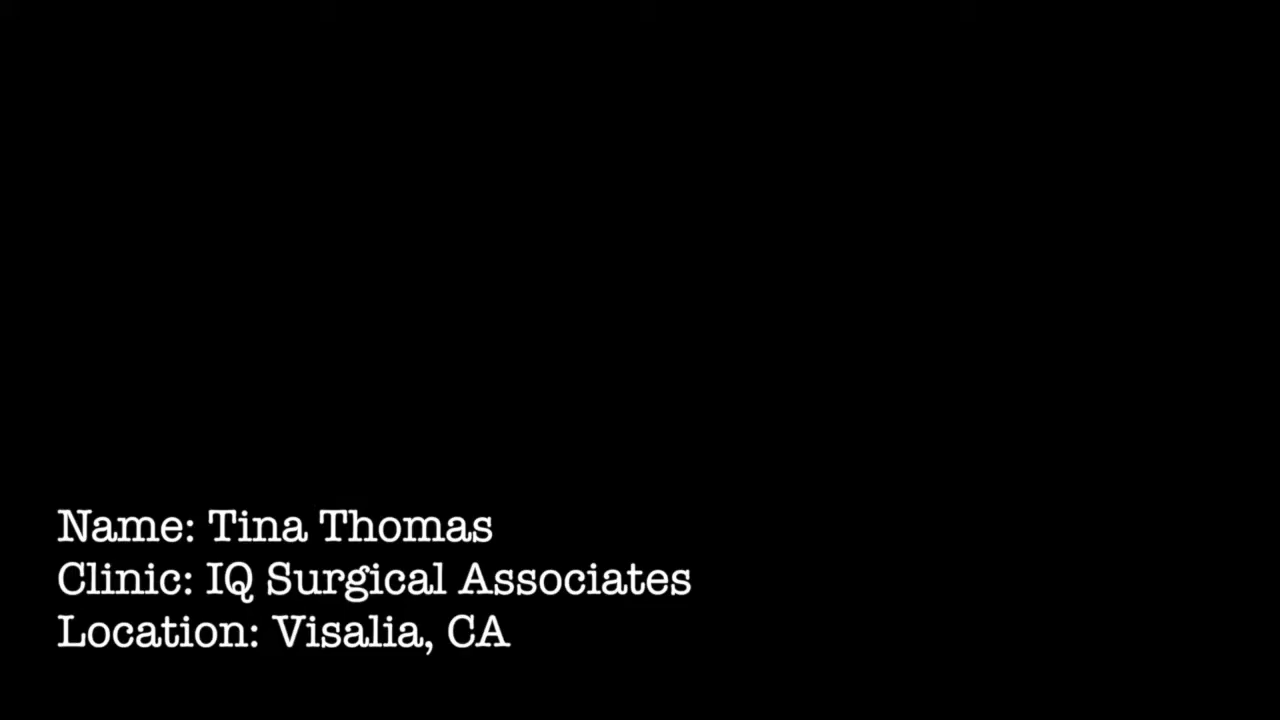 Name: Tina Thomas
Clinic: IQ Surgical Associates
Location: Visalia, CA